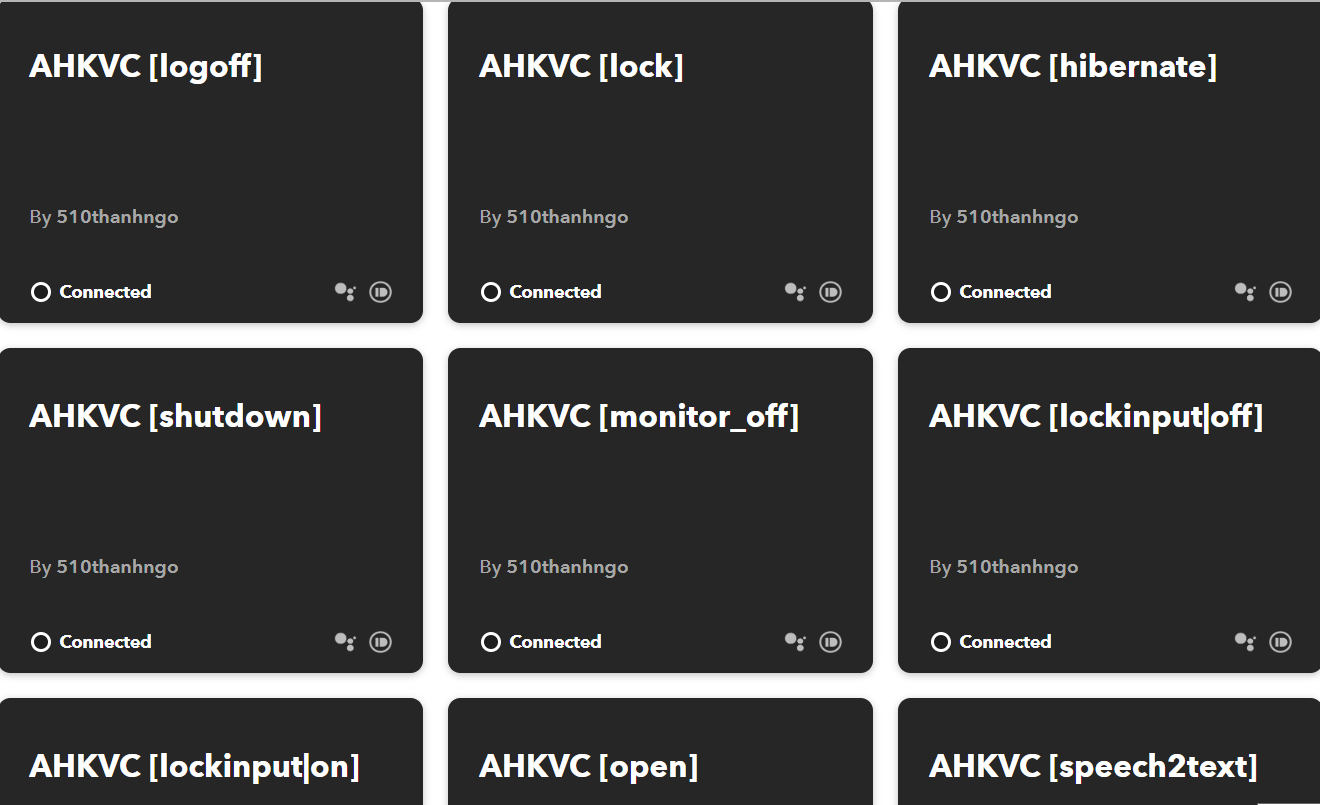 AHKVC [logoff]
By 510thanhngo
Connected
AHKVC [lock]
By 510thanhngo
Connected
AHKVC [hibernate]
By 510thanhngo
Connected
AHKVC [shutdown]
By 510thanhngo
Connected
AHKVC [monitor_off]
By 510thanhngo
Connected
AHKVC [lockinput|off]
By 510thanhngo
Connected
AHKVC [lockinput|on]
AHKVC [open]
AHKVC [speech2text]